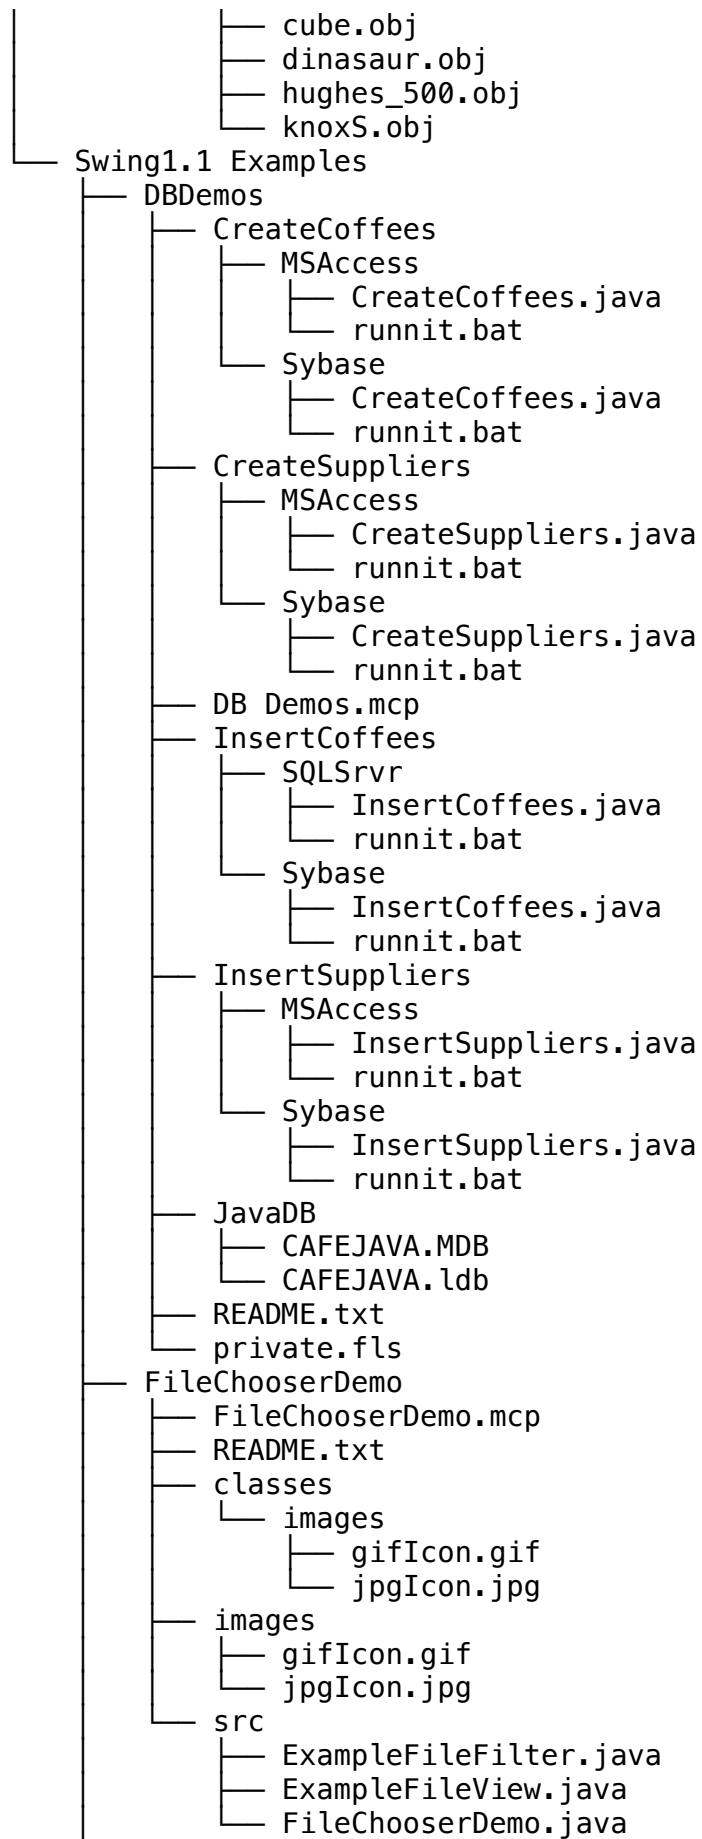 │           ├── cube.obj
│           ├── dinasaur.obj
│           ├── hughes_500.obj
│           └── knoxS.obj
└── Swing1.1 Examples
    ├── DBDemos
    │   ├── CreateCoffees
    │   │   ├── MSAccess
    │   │   │   ├── CreateCoffees.java
    │   │   │   └── runnit.bat
    │   │   └── Sybase
    │   │       ├── CreateCoffees.java
    │   │       └── runnit.bat
    │   ├── CreateSuppliers
    │   │   ├── MSAccess
    │   │   │   ├── CreateSuppliers.java
    │   │   │   └── runnit.bat
    │   │   └── Sybase
    │   │       ├── CreateSuppliers.java
    │   │       └── runnit.bat
    │   ├── DB Demos.mcp
    │   ├── InsertCoffees
    │   │   ├── SQLSrvr
    │   │   │   ├── InsertCoffees.java
    │   │   │   └── runnit.bat
    │   │   └── Sybase
    │   │       ├── InsertCoffees.java
    │   │       └── runnit.bat
    │   ├── InsertSuppliers
    │   │   ├── MSAccess
    │   │   │   ├── InsertSuppliers.java
    │   │   │   └── runnit.bat
    │   │   └── Sybase
    │   │       ├── InsertSuppliers.java
    │   │       └── runnit.bat
    │   ├── JavaDB
    │   │   ├── CAFEJAVA.MDB
    │   │   └── CAFEJAVA.ldb
    │   ├── README.txt
    │   └── private.fls
    ├── FileChooserDemo
    │   ├── FileChooserDemo.mcp
    │   ├── README.txt
    │   ├── classes
    │   │   └── images
    │   │       ├── gifIcon.gif
    │   │       └── jpgIcon.jpg
    │   ├── images
    │   │   ├── gifIcon.gif
    │   │   └── jpgIcon.jpg
    │   └── src
    │       ├── ExampleFileFilter.java
    │       ├── ExampleFileView.java
    │       └── FileChooserDemo.java